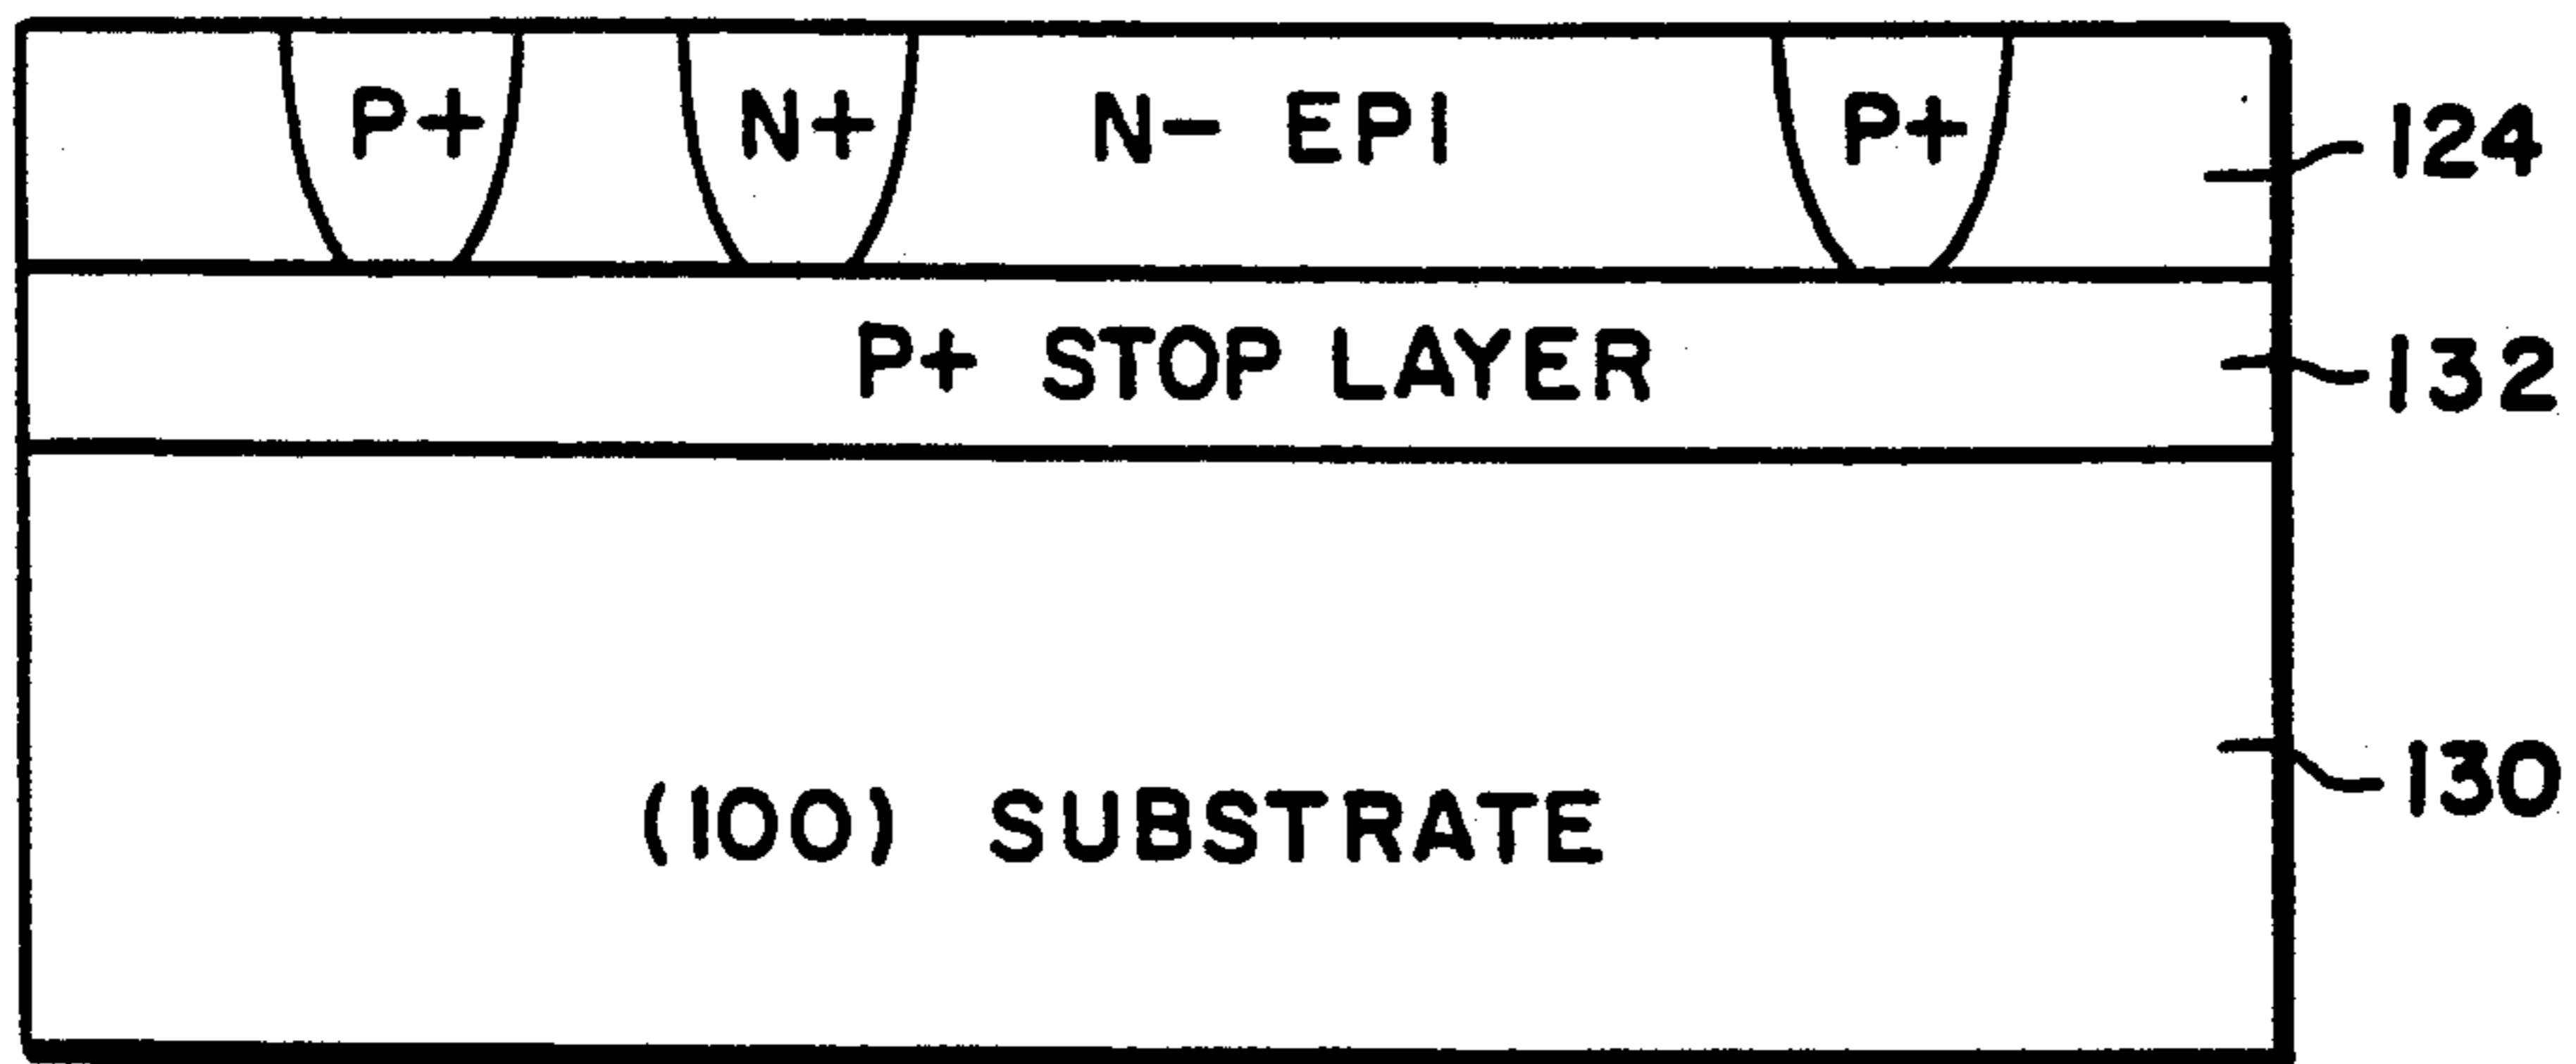 P+ N+ N- EPI P+
124
P+ STOP LAYER
132
(100) SUBSTRATE
130